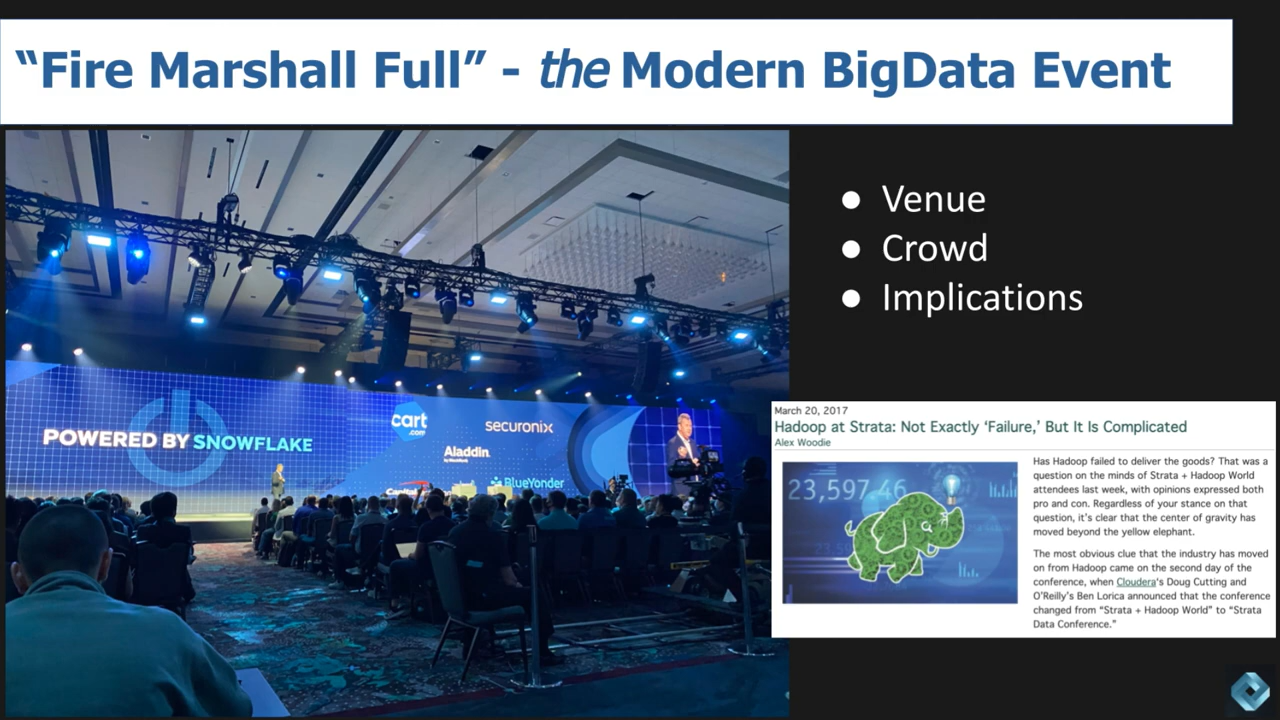 “Fire Marshall Full” - the Modern BigData Event
● Venue
● Crowd
● Implications
POWERED BY SNOWFLAKE
cart
.com
securonix
Aladdin
by BlackRock
BlueYonder
March 20, 2017
Hadoop at Strata: Not Exactly ‘Failure,’ But It Is Complicated
Alex Woodie
23,597.46
Has Hadoop failed to deliver the goods? That was a
question on the minds of Strata + Hadoop World
attendees last week, with opinions expressed both
pro and con. Regardless of your stance on that
question, it’s clear that the center of gravity has
moved beyond the yellow elephant.
The most obvious clue that the industry has moved
on from Hadoop came on the second day of the
conference, when Cloudera’s Doug Cutting and
O’Reilly’s Ben Lorica announced that the conference
changed from “Strata + Hadoop World” to “Strata
Data Conference.”